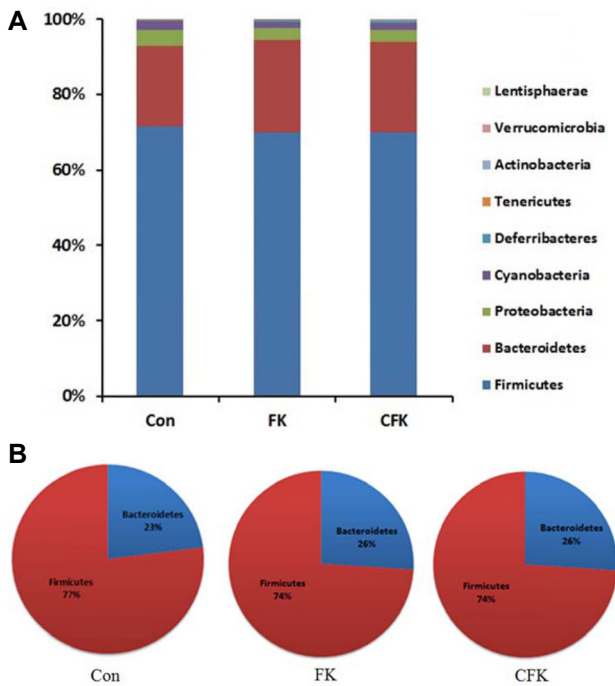 A
100%
80%
60%
40%
20%
0%
Con FK CFK
Lentisphaerae
Verrucomicrobia
Actinobacteria
Tenericutes
Deferribacteres
Cyanobacteria
Proteobacteria
Bacteroidetes
Firmicutes
B
Bacteroidetes
23%
Firmicutes
77%
Con
Bacteroidetes
26%
Firmicutes
74%
FK
Bacteroidetes
26%
Firmicutes
74%
CFK